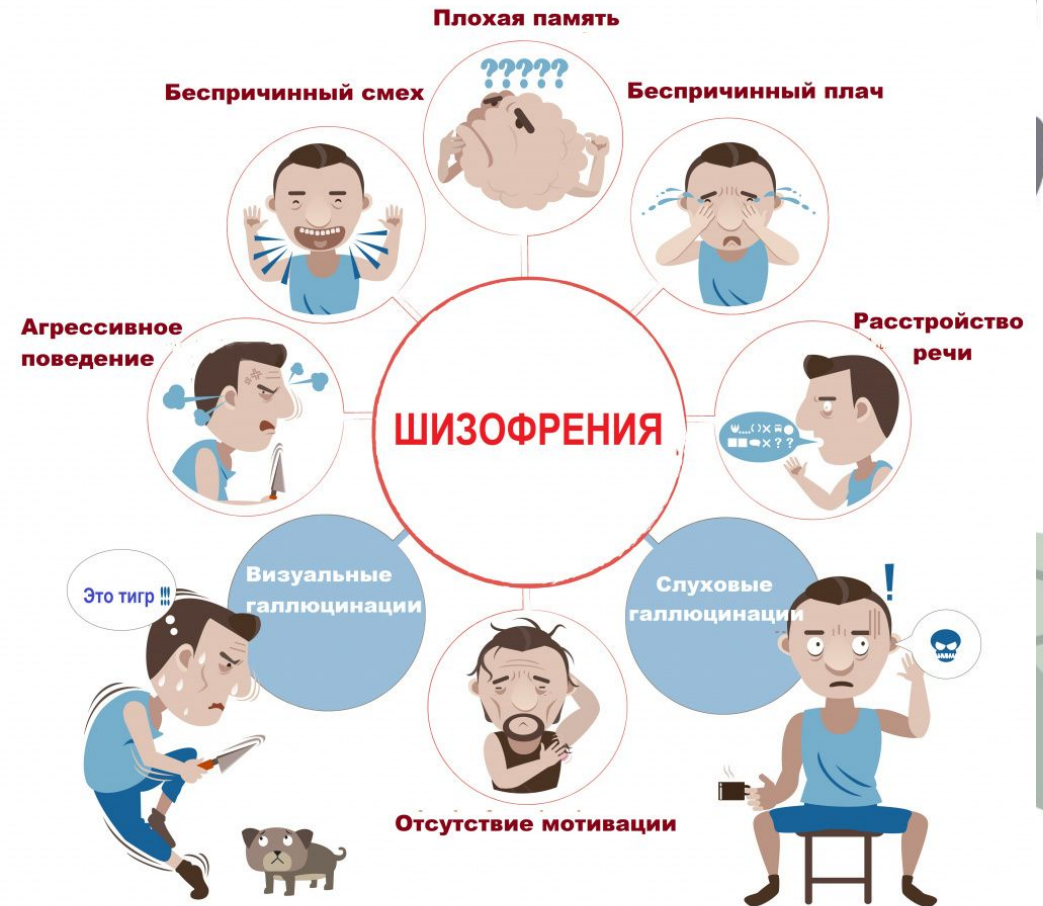 Плохая память
Беспричинный смех
Беспричинный плач
?????
Агрессивное
поведение
Расстройство
речи
ШИЗОФРЕНИЯ
Визуальные
галлюцинации
Слуховые
галлюцинации
Это тигр !!!
!
Отсутствие мотивации